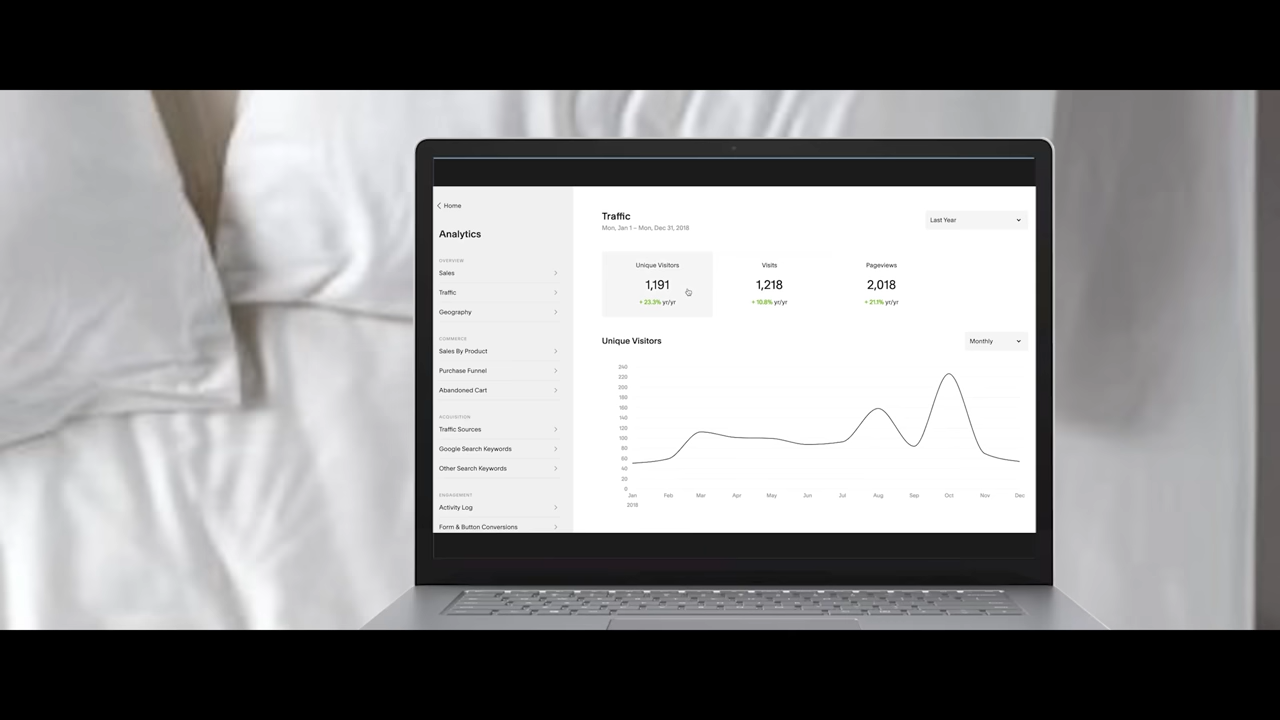 Home
Analytics
OVERVIEW
Sales
Traffic
Geography
COMMERCE
Sales By Product
Purchase Funnel
Abandoned Cart
ACQUISITION
Traffic Sources
Google Search Keywords
Other Search Keywords
ENGAGEMENT
Activity Log
Form & Button Conversions
Traffic
Mon, Jan 1 – Mon, Dec 31, 2018
Last Year
Unique Visitors
1,191
+ 23.3% yr/yr
Visits
1,218
+ 10.8% yr/yr
Pageviews
2,018
+ 21.1% yr/yr
Unique Visitors
Monthly
240
220
200
180
160
140
120
100
80
60
40
20
0
Jan Feb Mar Apr May Jun Jul Aug Sep Oct Nov Dec
2018